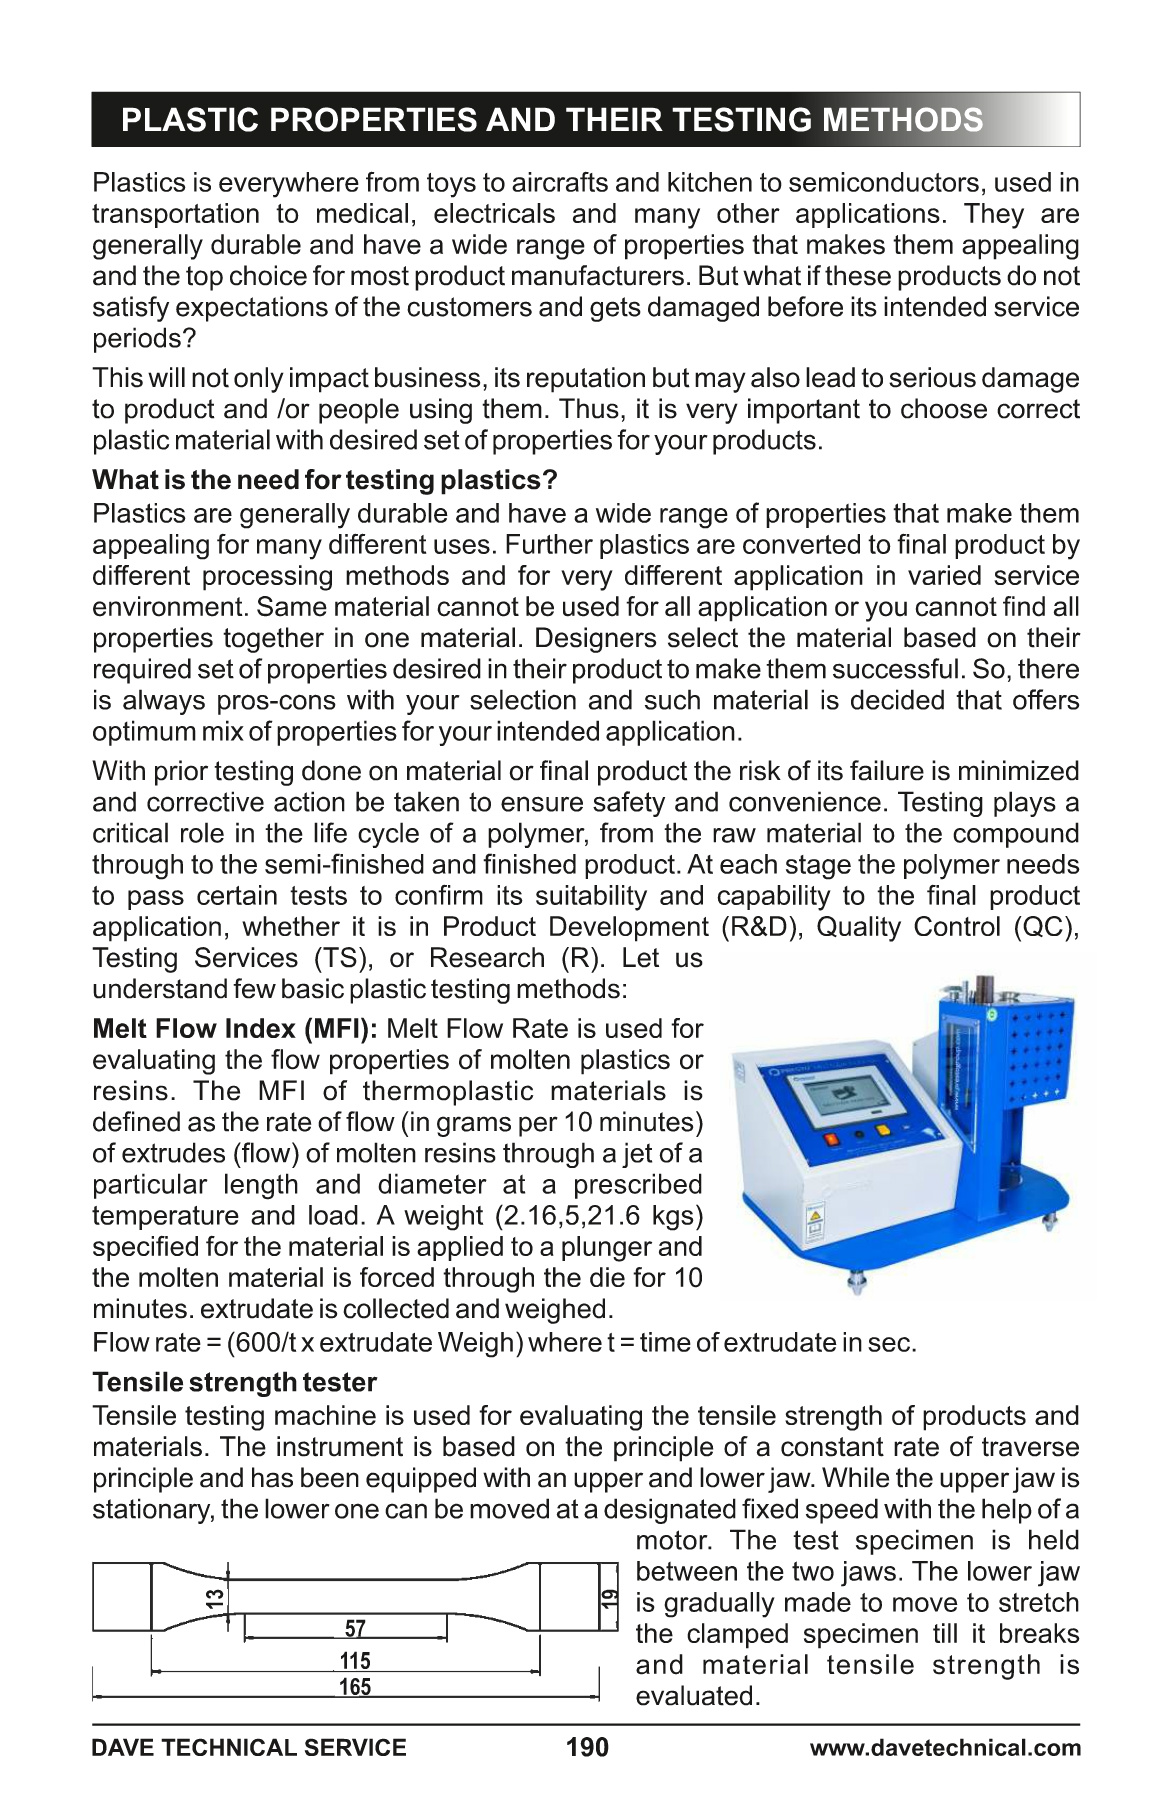 PLASTIC PROPERTIES AND THEIR TESTING METHODS
Plastics is everywhere from toys to aircrafts and kitchen to semiconductors, used in
transportation to medical, electricals and many other applications. They are
generally durable and have a wide range of properties that makes them appealing
and the top choice for most product manufacturers. But what if these products do not
satisfy expectations of the customers and gets damaged before its intended service
periods?
This will not only impact business, its reputation but may also lead to serious damage
to product and /or people using them. Thus, it is very important to choose correct
plastic material with desired set of properties for your products.
What is the need for testing plastics?
Plastics are generally durable and have a wide range of properties that make them
appealing for many different uses. Further plastics are converted to final product by
different processing methods and for very different application in varied service
environment. Same material cannot be used for all application or you cannot find all
properties together in one material. Designers select the material based on their
required set of properties desired in their product to make them successful. So, there
is always pros-cons with your selection and such material is decided that offers
optimum mix of properties for your intended application.
With prior testing done on material or final product the risk of its failure is minimized
and corrective action be taken to ensure safety and convenience. Testing plays a
critical role in the life cycle of a polymer, from the raw material to the compound
through to the semi-finished and finished product. At each stage the polymer needs
to pass certain tests to confirm its suitability and capability to the final product
application, whether it is in Product Development (R&D), Quality Control (QC),
Testing Services (TS), or Research (R). Let us
understand few basic plastic testing methods:
Melt Flow Index (MFI): Melt Flow Rate is used for
evaluating the flow properties of molten plastics or
resins. The MFI of thermoplastic materials is
defined as the rate of flow (in grams per 10 minutes)
of extrudes (flow) of molten resins through a jet of a
particular length and diameter at a prescribed
temperature and load. A weight (2.16,5,21.6 kgs)
specified for the material is applied to a plunger and
the molten material is forced through the die for 10
minutes. extrudate is collected and weighed.
Flow rate = (600/t x extrudate Weigh) where t = time of extrudate in sec.
Tensile strength tester
Tensile testing machine is used for evaluating the tensile strength of products and
materials. The instrument is based on the principle of a constant rate of traverse
principle and has been equipped with an upper and lower jaw. While the upper jaw is
stationary, the lower one can be moved at a designated fixed speed with the help of a
motor. The test specimen is held
between the two jaws. The lower jaw
is gradually made to move to stretch
the clamped specimen till it breaks
and material tensile strength is
evaluated.
13
19
57
115
165
DAVE TECHNICAL SERVICE 190 www.davetechnical.com